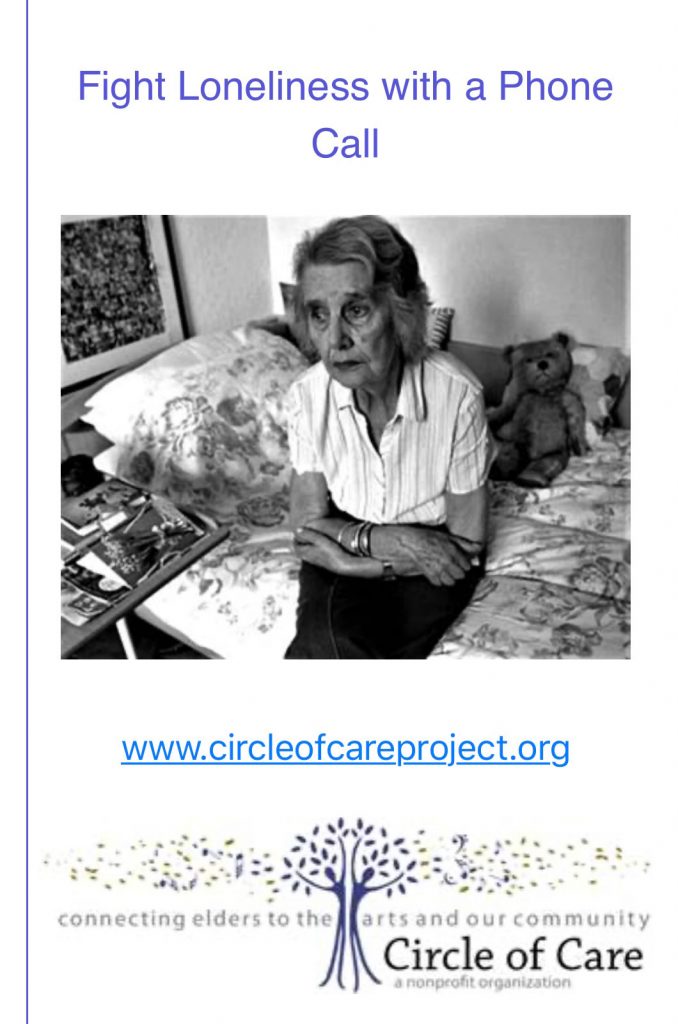 Fight Loneliness with a Phone
Call
www.circleofcareproject.org
connecting elders to the arts and our community
Circle of Care
a nonprofit organization